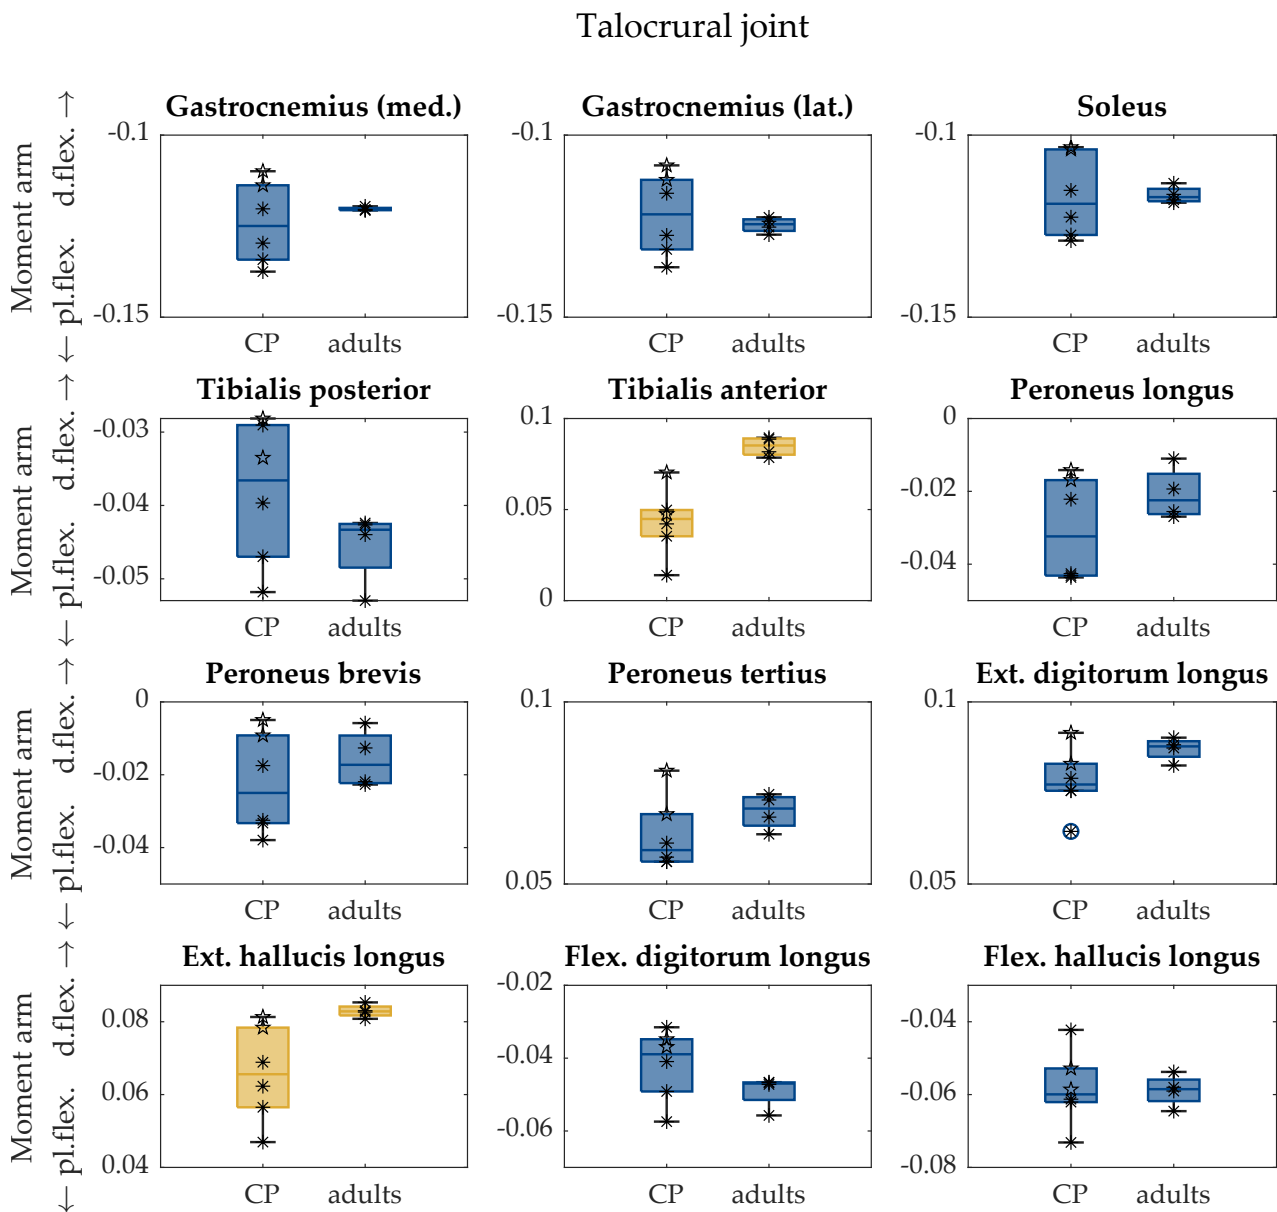 Talocrural joint
Gastrocnemius (med.)
Gastrocnemius (lat.)
Soleus
Moment arm
← pl.flex. d.flex. →
-0.1
-0.15
CP adults
-0.1
-0.15
CP adults
-0.1
-0.15
CP adults
Tibialis posterior
Tibialis anterior
Peroneus longus
Moment arm
← pl.flex. d.flex. →
-0.03
-0.04
-0.05
CP adults
0.1
0.05
0
CP adults
0
-0.02
-0.04
CP adults
Peroneus brevis
Peroneus tertius
Ext. digitorum longus
Moment arm
← pl.flex. d.flex. →
0
-0.02
-0.04
CP adults
0.1
0.05
CP adults
0.1
0.05
CP adults
Ext. hallucis longus
Flex. digitorum longus
Flex. hallucis longus
Moment arm
← pl.flex. d.flex. →
0.08
0.06
0.04
CP adults
-0.02
-0.04
-0.06
CP adults
-0.04
-0.06
-0.08
CP adults